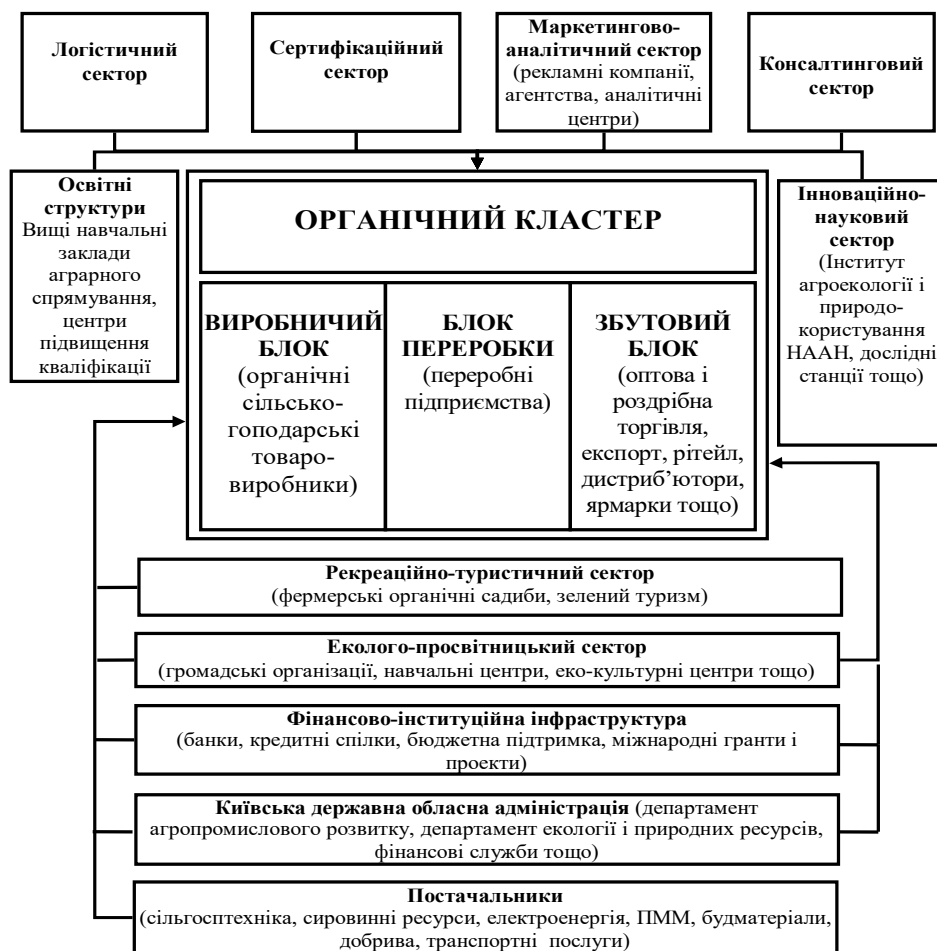 Логістичний
сектор
Сертифікаційний
сектор
Маркетингово-
аналітичний сектор
(рекламні компанії,
агентства, аналітичні
центри)
Консалтинговий
сектор
Освітні
структури
Вищі навчальні
заклади
аграрного
спрямування,
центри
підвищення
кваліфікації
ОРГАНІЧНИЙ КЛАСТЕР
ВИРОБНИЧИЙ
БЛОК
(органічні
сільсько-
гоподарські
товаро-
виробники)
БЛОК
ПЕРЕРОБКИ
(переробні
підприємства)
ЗБУТОВИЙ
БЛОК
(оптова і
роздрібна
торгівля,
експорт, рітейл,
дистриб’ютори,
ярмарки тощо)
Інноваційно-
науковий
сектор
(Інститут
агроекології і
природо-
користування
НААН, дослідні
станції тощо)
Рекреаційно-туристичний сектор
(фермерські органічні садиби, зелений туризм)
Еколого-просвітницький сектор
(громадські організації, навчальні центри, еко-культурні центри тощо)
Фінансово-інституційна інфраструктура
(банки, кредитні спілки, бюджетна підтримка, міжнародні гранти і
проекти)
Київська державна обласна адміністрація (департамент
агропромислового розвитку, департамент екології і природних ресурсів,
фінансові служби тощо)
Постачальники
(сільгосптехніка, сировинні ресурси, електроенергія, ПММ, будматеріали,
добрива, транспортні послуги)